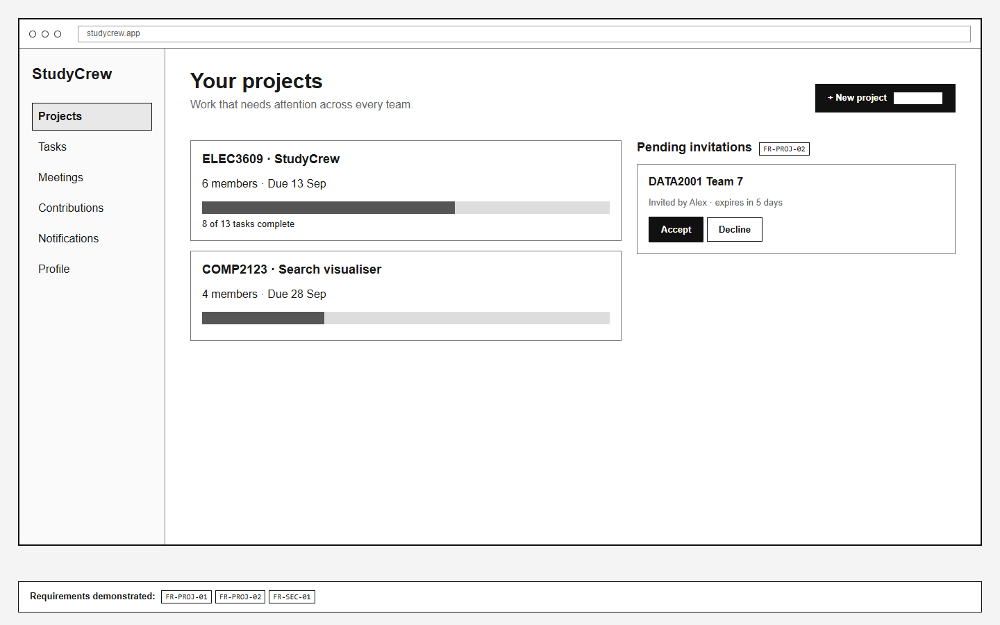 studycrew.app
StudyCrew
Projects
Tasks
Meetings
Contributions
Notifications
Profile
Your projects
Work that needs attention across every team.
+ New project
ELEC3609 · StudyCrew
6 members · Due 13 Sep
8 of 13 tasks complete
COMP2123 · Search visualiser
4 members · Due 28 Sep
Pending invitations FR-PROJ-02
DATA2001 Team 7
Invited by Alex · expires in 5 days
Accept Decline
Requirements demonstrated: FR-PROJ-01 FR-PROJ-02 FR-SEC-01